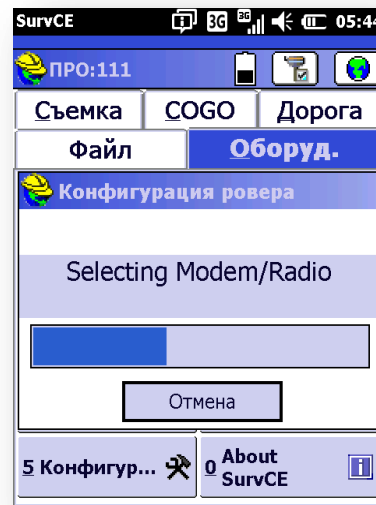 SurvCE 3G 3G 05:44
ПРО:111
Съемка COGO Дорога
Файл Оборуд.
Конфигурация ровера
Selecting Modem/Radio
Отмена
5 Конфигур... 0 About
SurvCE